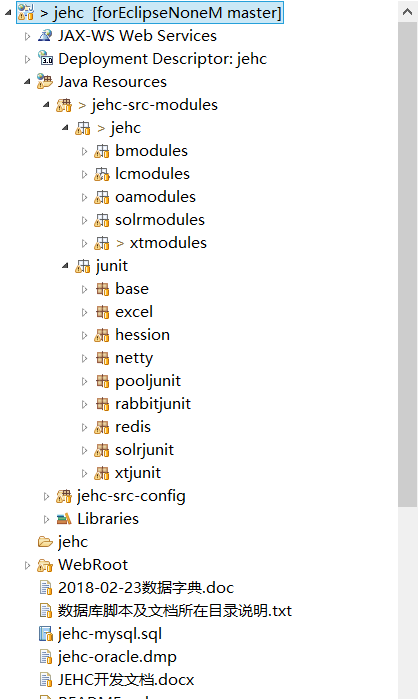 > jehc [forEclipseNoneM master]
JAX-WS Web Services
Deployment Descriptor: jehc
Java Resources
> jehc-src-modules
> jehc
bmodules
lcmodules
oamodules
solrmodules
> xtmodules
junit
base
excel
hession
netty
pooljunit
rabbitjunit
redis
solrjunit
xtjunit
jehc-src-config
Libraries
jehc
WebRoot
2018-02-23数据字典.doc
数据库脚本及文档所在目录说明.txt
jehc-mysql.sql
jehc-oracle.dmp
JEHC开发文档.docx